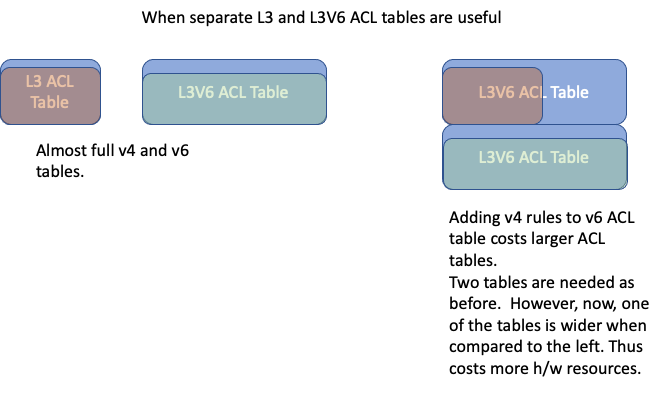 When separate L3 and L3V6 ACL tables are useful
L3 ACL
Table
L3V6 ACL Table
L3V6 ACL Table
L3V6 ACL Table
Almost full v4 and v6
tables.
Adding v4 rules to v6 ACL
table costs larger ACL
tables.
Two tables are needed as
before.  However, now, one
of the tables is wider when
compared to the left. Thus
costs more h/w resources.